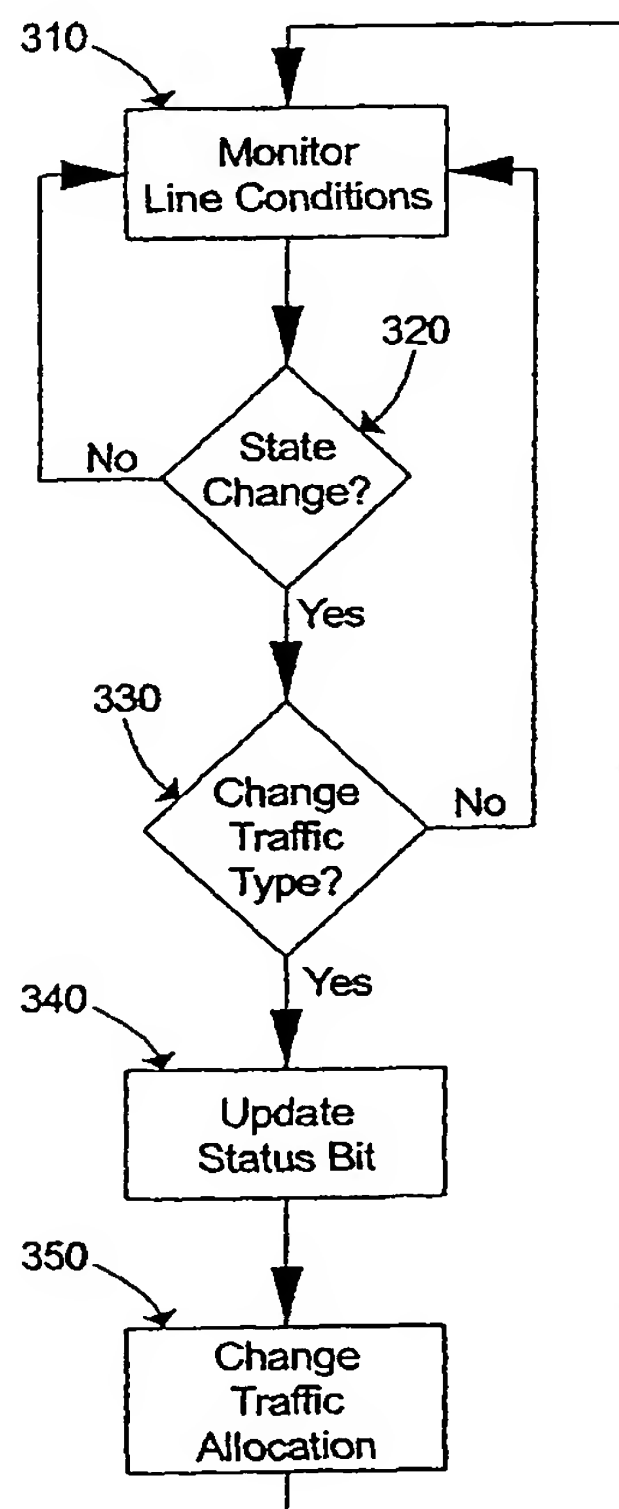 310
Monitor
Line Conditions
320
State
Change?
No
Yes
330
Change
Traffic
Type?
No
Yes
340
Update
Status Bit
350
Change
Traffic
Allocation